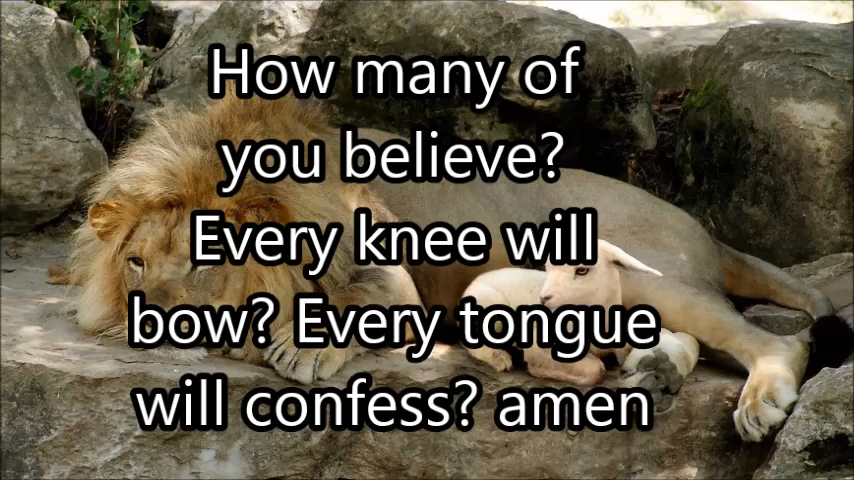 How many of
you believe?
Every knee will
bow? Every tongue
will confess? amen